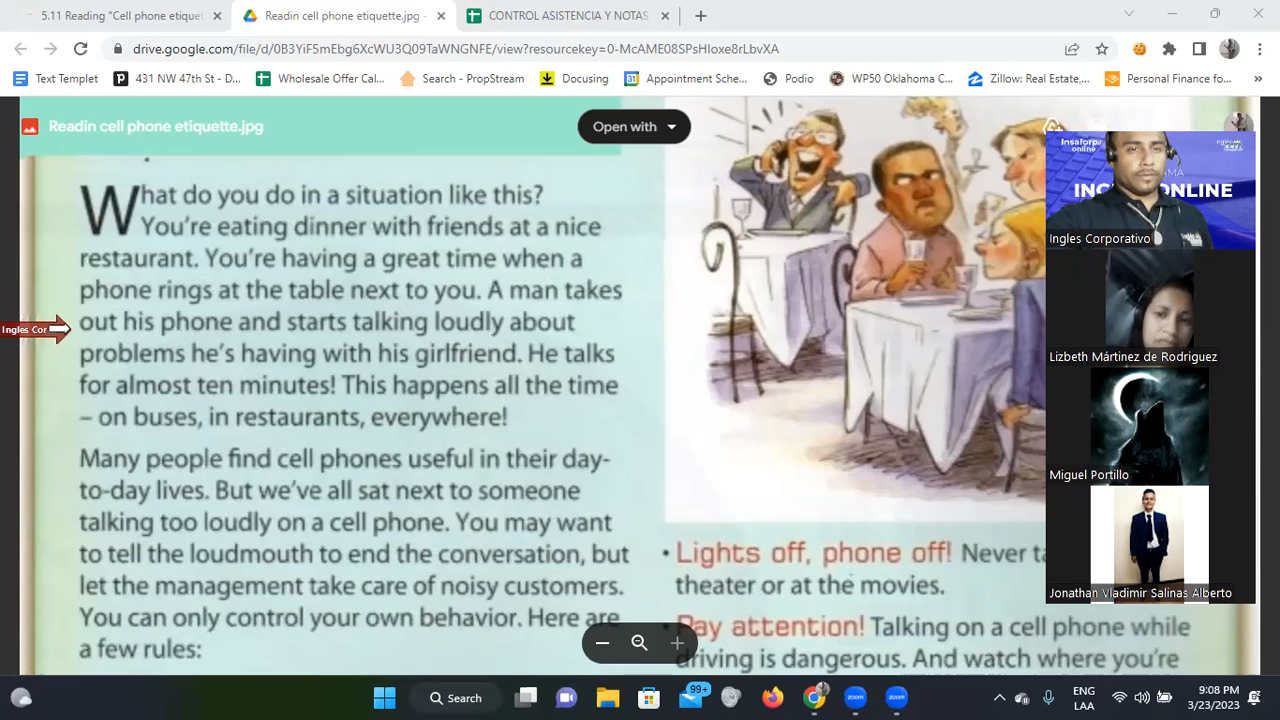 5.11 Reading "Cell phone etiquet
Readin cell phone etiquette.jpg -
CONTROL ASISTENCIA Y NOTAS
drive.google.com/file/d/0B3YiF5mEbg6XcWU3Q09TaWNGNFE/view?resourcekey=0-McAME08SPsHloxe8rLbvXA
Text Templet
431 NW 47th St - D...
Wholesale Offer Cal...
Search - PropStream
Docusing
Appointment Sche...
Podio
WP50 Oklahoma C...
Zillow: Real Estate,...
Personal Finance fo...
Readin cell phone etiquette.jpg
Open with
What do you do in a situation like this?
You're eating dinner with friends at a nice
restaurant. You're having a great time when a
phone rings at the table next to you. A man takes
out his phone and starts talking loudly about
problems he's having with his girlfriend. He talks
for almost ten minutes! This happens all the time
– on buses, in restaurants, everywhere!
Many people find cell phones useful in their day-
to-day lives. But we've all sat next to someone
talking too loudly on a cell phone. You may want
to tell the loudmouth to end the conversation, but
let the management take care of noisy customers.
You can only control your own behavior. Here are
a few rules:
• Lights off, phone off! Never ta
theater or at the movies.
• Pay attention! Talking on a cell phone while
driving is dangerous. And watch where you're
Ingles Cor
Insaforp
online
INGLÉS ONLINE
Ingles Corporativo
Lizbeth Mártinez de Rodriguez
Miguel Portillo
Jonathan Vladimir Salinas Alberto
Search
99+
ENG
LAA
9:08 PM
3/23/2023